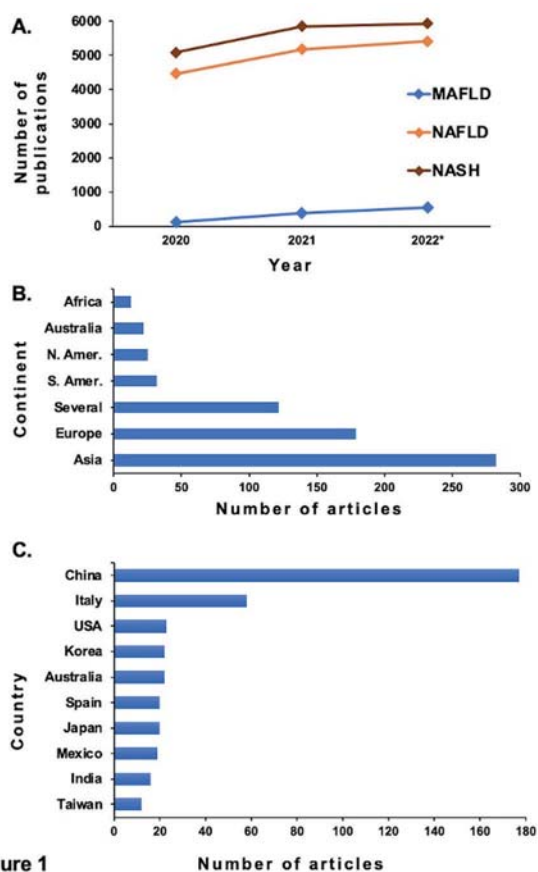 A.
Number of
publications
6000
5000
4000
3000
2000
1000
0
2020
2021
2022*
Year
MAFLD
NAFLD
NASH
B.
Continent
Africa
Australia
N. Amer.
S. Amer.
Several
Europe
Asia
0
50
100
150
200
250
300
Number of articles
C.
Country
China
Italy
USA
Korea
Australia
Spain
Japan
Mexico
India
Taiwan
0
20
40
60
80
100
120
140
160
180
ure 1
Number of articles